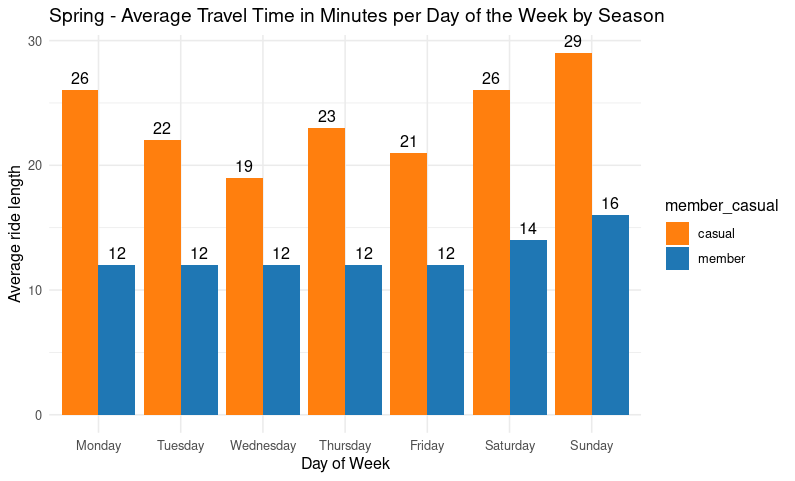 Spring - Average Travel Time in Minutes per Day of the Week by Season
30
20
10
0
Average ride length
26
12
22
12
19
12
23
12
21
12
26
14
29
16
Monday
Tuesday
Wednesday
Thursday
Friday
Saturday
Sunday
Day of Week
member_casual
casual
member